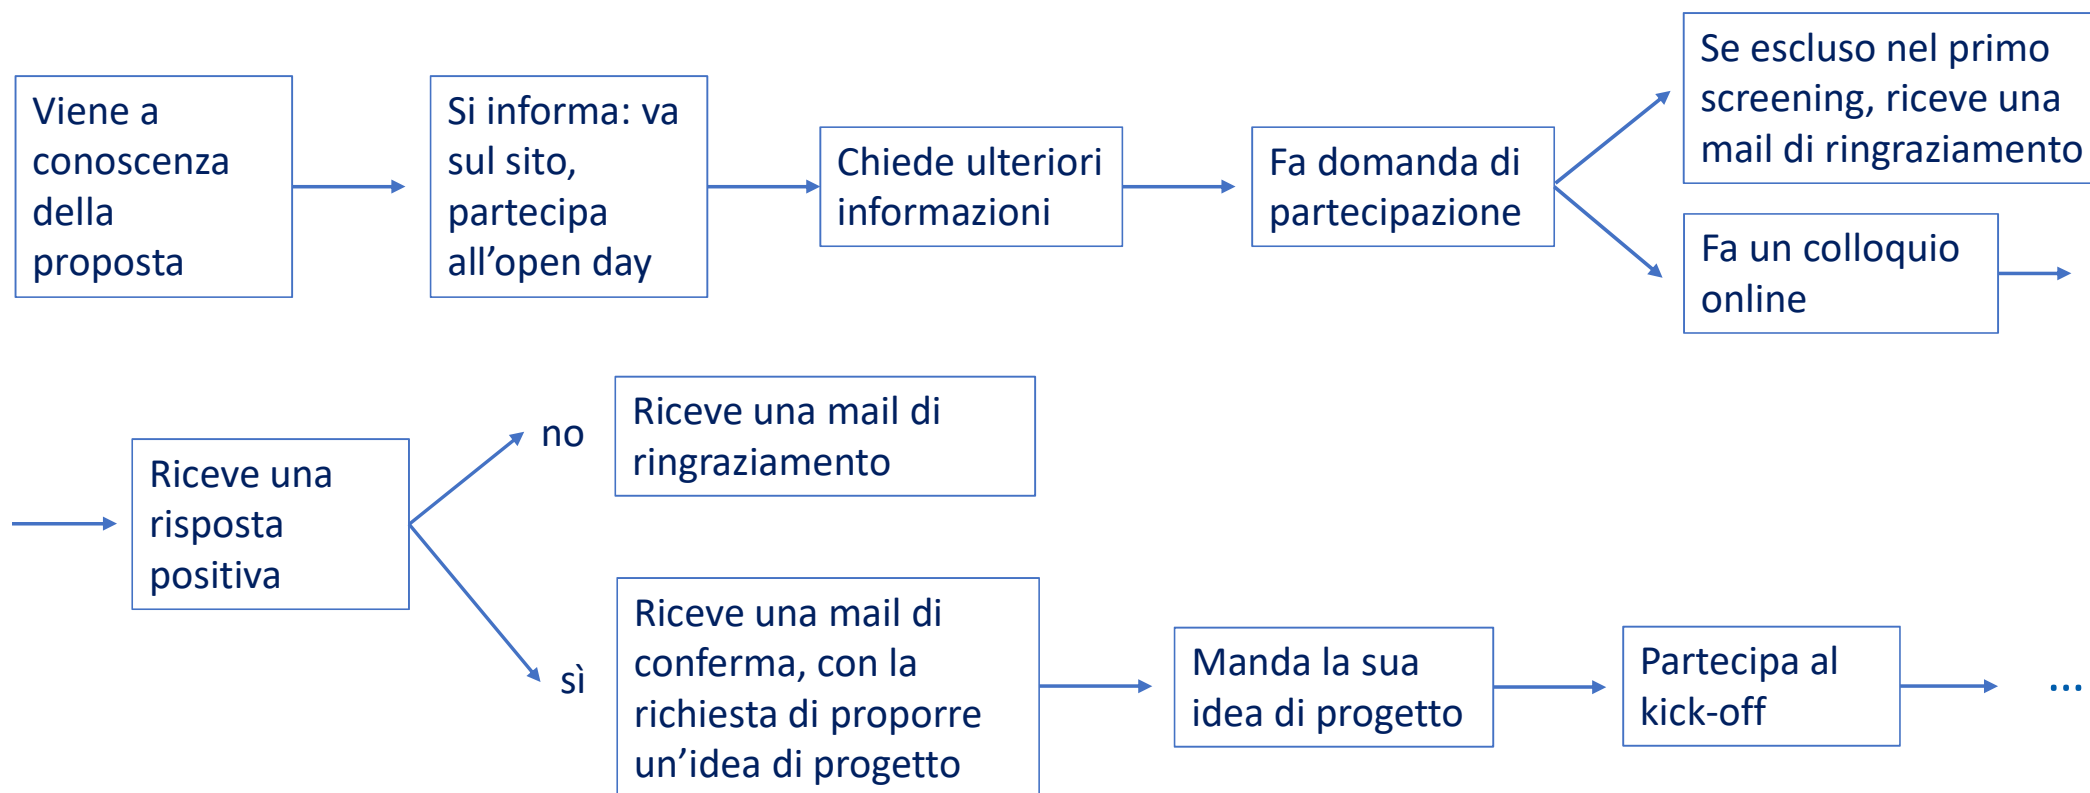 Viene a
conoscenza
della
proposta
Si informa: va
sul sito,
partecipa
all’open day
Chiede ulteriori
informazioni
Fa domanda di
partecipazione
Se escluso nel primo
screening, riceve una
mail di ringraziamento
Fa un colloquio
online
Riceve una
risposta
positiva
no
Riceve una mail di
ringraziamento
sì
Riceve una mail di
conferma, con la
richiesta di proporre
un’idea di progetto
Manda la sua
idea di progetto
Partecipa al
kick-off
...